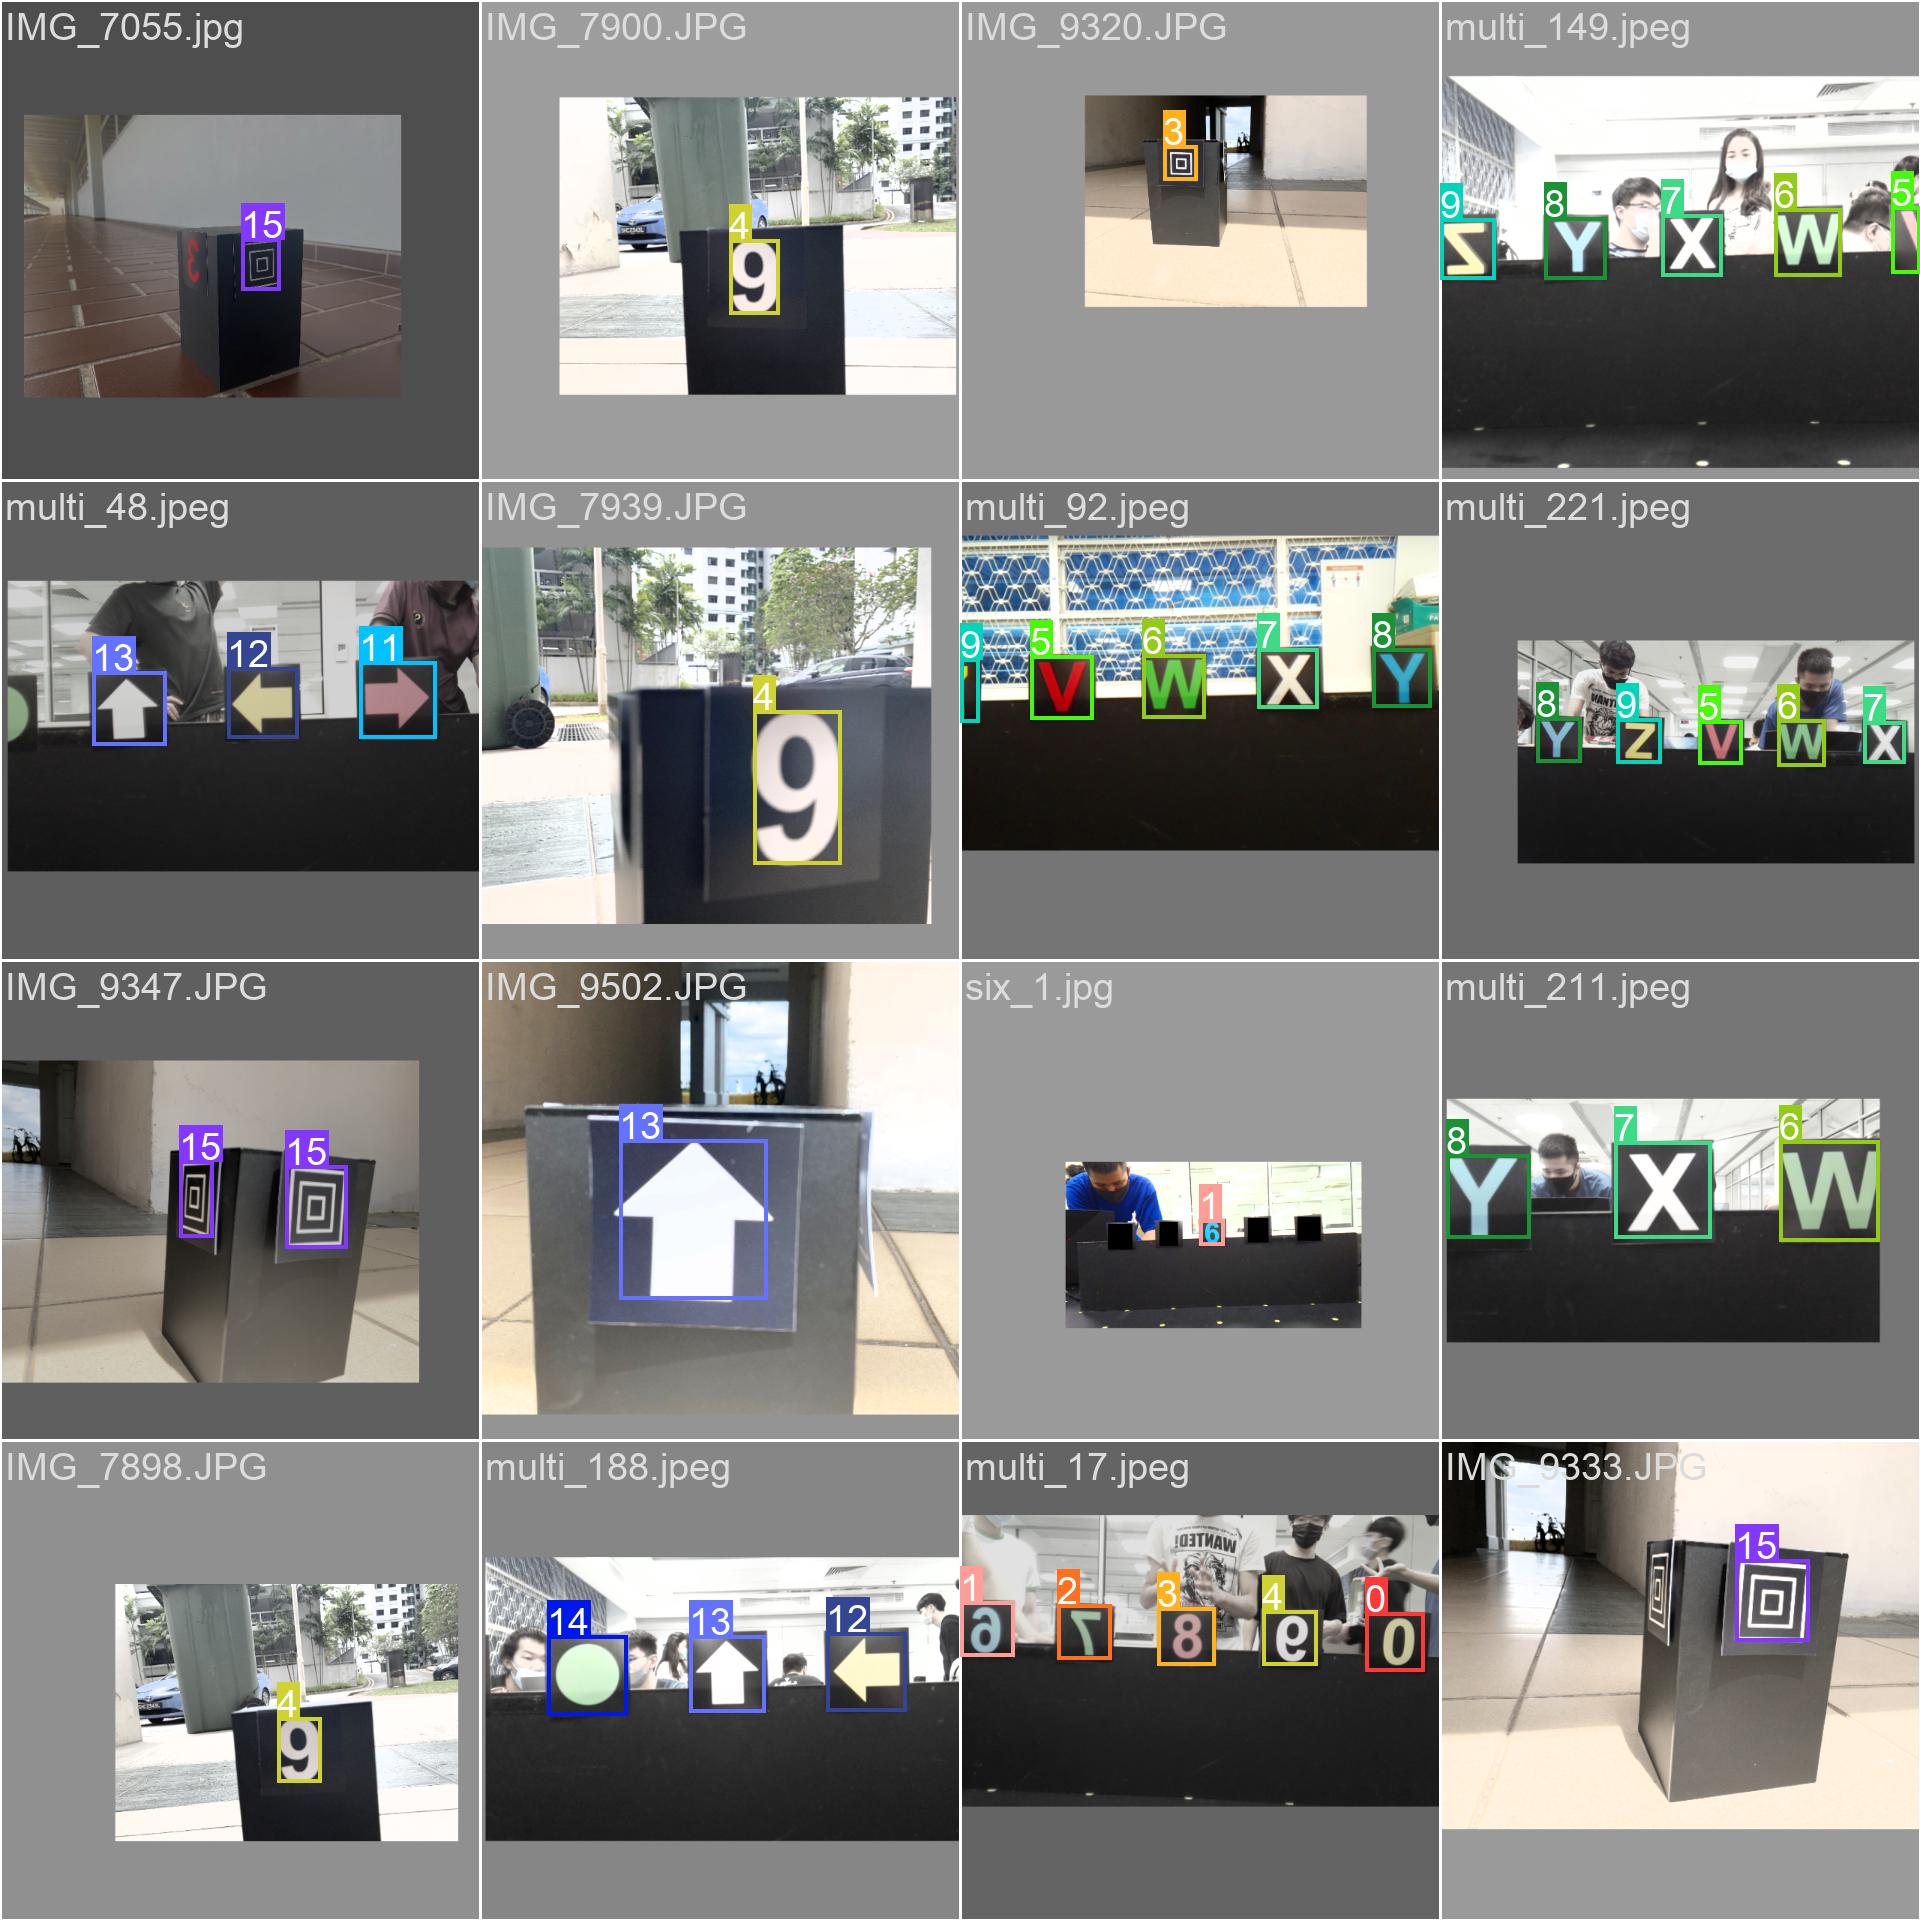 IMG_7055.jpg
3
15
IMG_7900.JPG
4
9
IMG_9320.JPG
3
multi_149.jpeg
9 8 7 6 5
Z Y X W V
multi_48.jpeg
13 12 11
IMG_7939.JPG
4
9
multi_92.jpeg
9 5 6 7 8
V W X Y
multi_221.jpeg
WANTED
8 9 5 6 7
Y Z V W X
IMG_9347.JPG
15 15
IMG_9502.JPG
13
six_1.jpg
1
6
multi_211.jpeg
8 7 6
Y X W
IMG_7898.JPG
4
9
multi_188.jpeg
14 13 12
multi_17.jpeg
WANTED!
1 2 3 4 0
6 7 8 9 0
IMG_9333.JPG
15